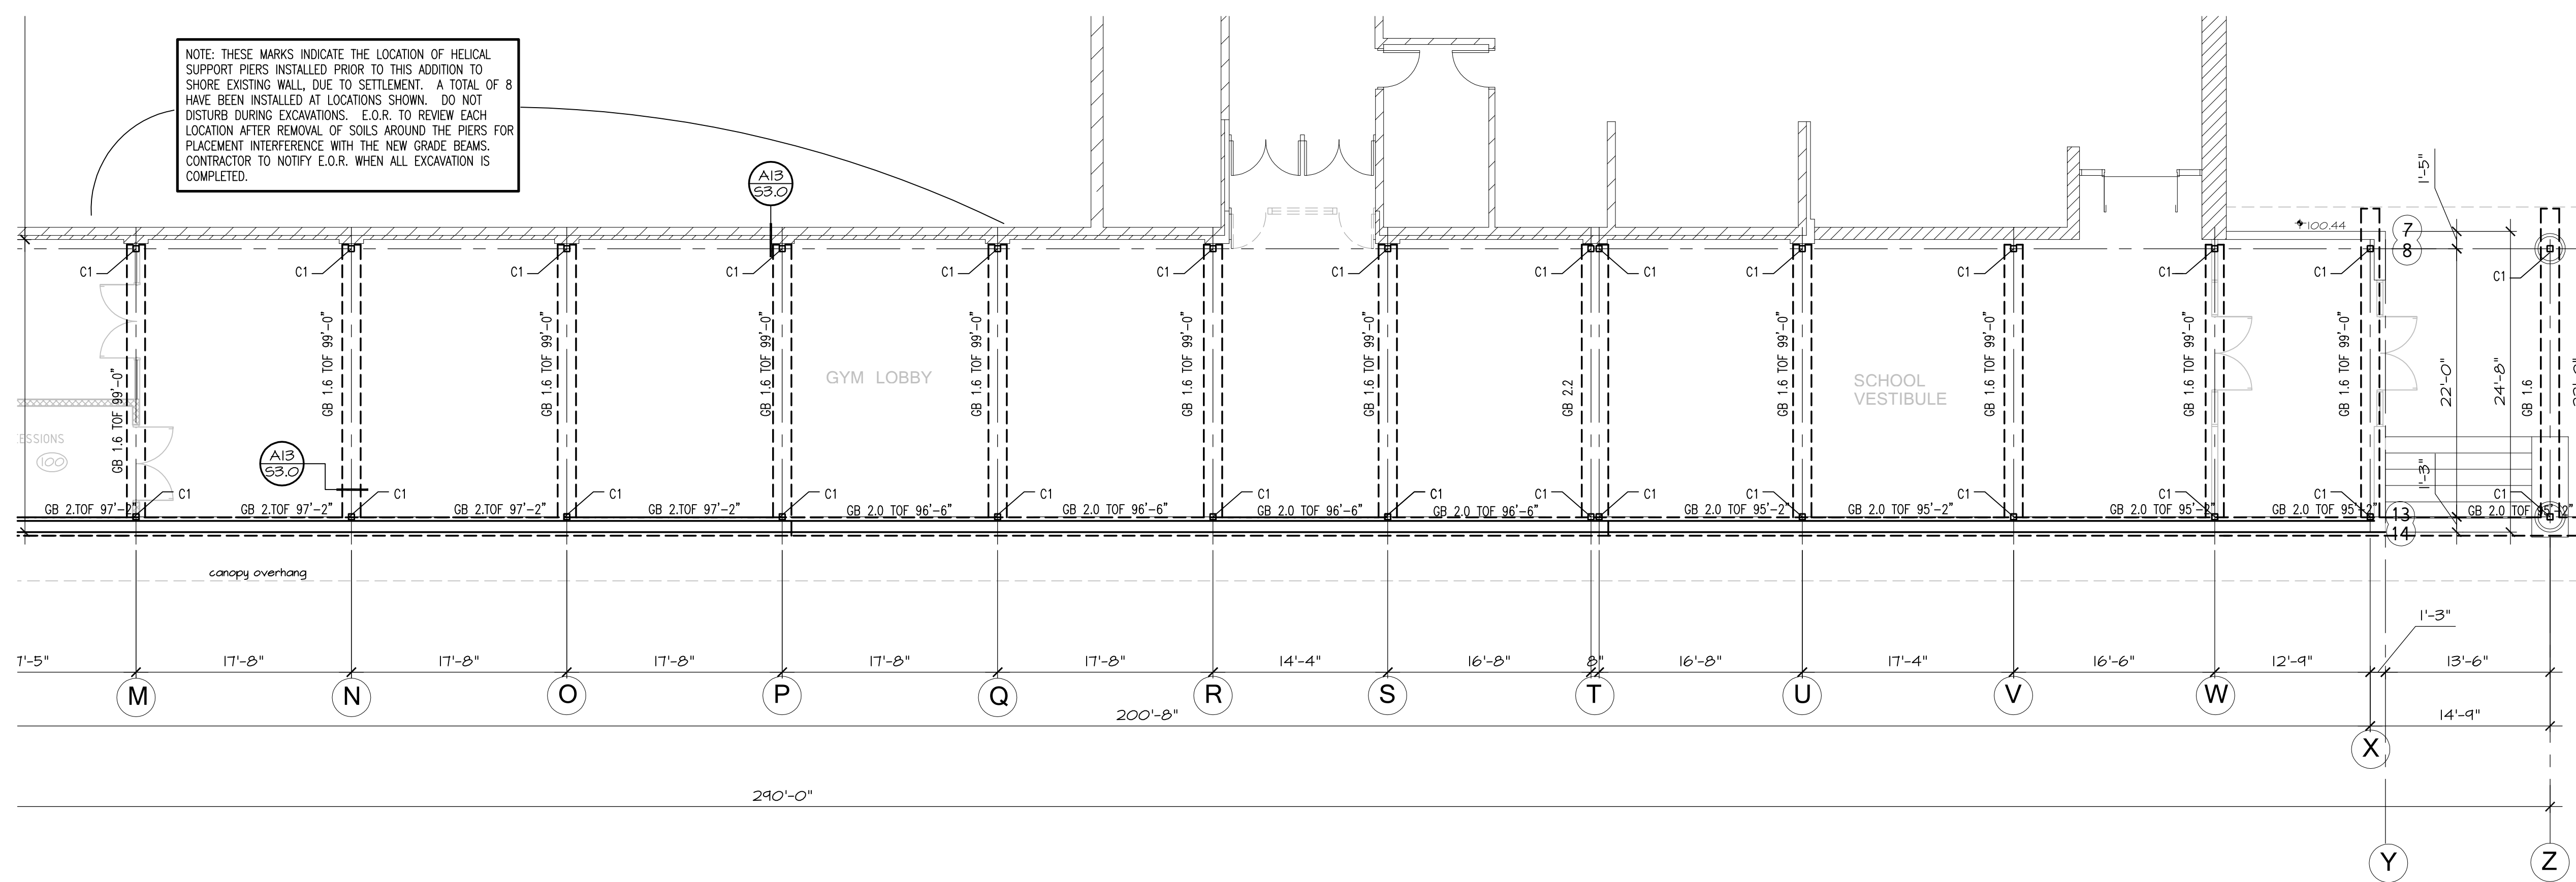 NOTE: THESE MARKS INDICATE THE LOCATION OF HELICAL
SUPPORT PIERS INSTALLED PRIOR TO THIS ADDITION TO
SHORE EXISTING WALL, DUE TO SETTLEMENT. A TOTAL OF 8
HAVE BEEN INSTALLED AT LOCATIONS SHOWN. DO NOT
DISTURB DURING EXCAVATIONS. E.O.R. TO REVIEW EACH
LOCATION AFTER REMOVAL OF SOILS AROUND THE PIERS FOR
PLACEMENT INTERFERENCE WITH THE NEW GRADE BEAMS.
CONTRACTOR TO NOTIFY E.O.R. WHEN ALL EXCAVATION IS
COMPLETED.
A13
S3.0
1'-5"
100.44
7
8
C1
C1
C1
C1
C1
C1
C1
C1
C1
C1
C1
C1
C1
C1
GB 1.6 TOF 99'-0"
GB 1.6 TOF 99'-0"
GB 1.6 TOF 99'-0"
GB 1.6 TOF 99'-0"
GB 1.6 TOF 99'-0"
GB 1.6 TOF 99'-0"
GB 1.6 TOF 99'-0"
GB 2.2
GB 1.6 TOF 99'-0"
GB 1.6 TOF 99'-0"
GB 1.6 TOF 99'-0"
GB 1.6 TOF 99'-0"
22'-0"
24'-8"
GB 1.6
22'-0"
GYM LOBBY
SCHOOL
VESTIBULE
ESSIONS
100
A13
S3.0
1'-3"
C1
C1
C1
C1
C1
C1
C1
C1
C1
C1
C1
C1
C1
C1
GB 2.TOF 97'-2"
GB 2.TOF 97'-2"
GB 2.TOF 97'-2"
GB 2.TOF 97'-2"
GB 2.0 TOF 96'-6"
GB 2.0 TOF 96'-6"
GB 2.0 TOF 96'-6"
GB 2.0 TOF 96'-6"
GB 2.0 TOF 95'-2"
GB 2.0 TOF 95'-2"
GB 2.0 TOF 95'-2"
GB 2.0 TOF 95'-2"
GB 2.0 TOF 95'-2"
13
14
canopy overhang
1'-3"
7'-5"
17'-8"
17'-8"
17'-8"
17'-8"
17'-8"
14'-4"
16'-8"
8"
16'-8"
17'-4"
16'-6"
12'-9"
13'-6"
M
N
O
P
Q
R
S
T
U
V
W
200'-8"
14'-9"
X
290'-0"
Y
Z